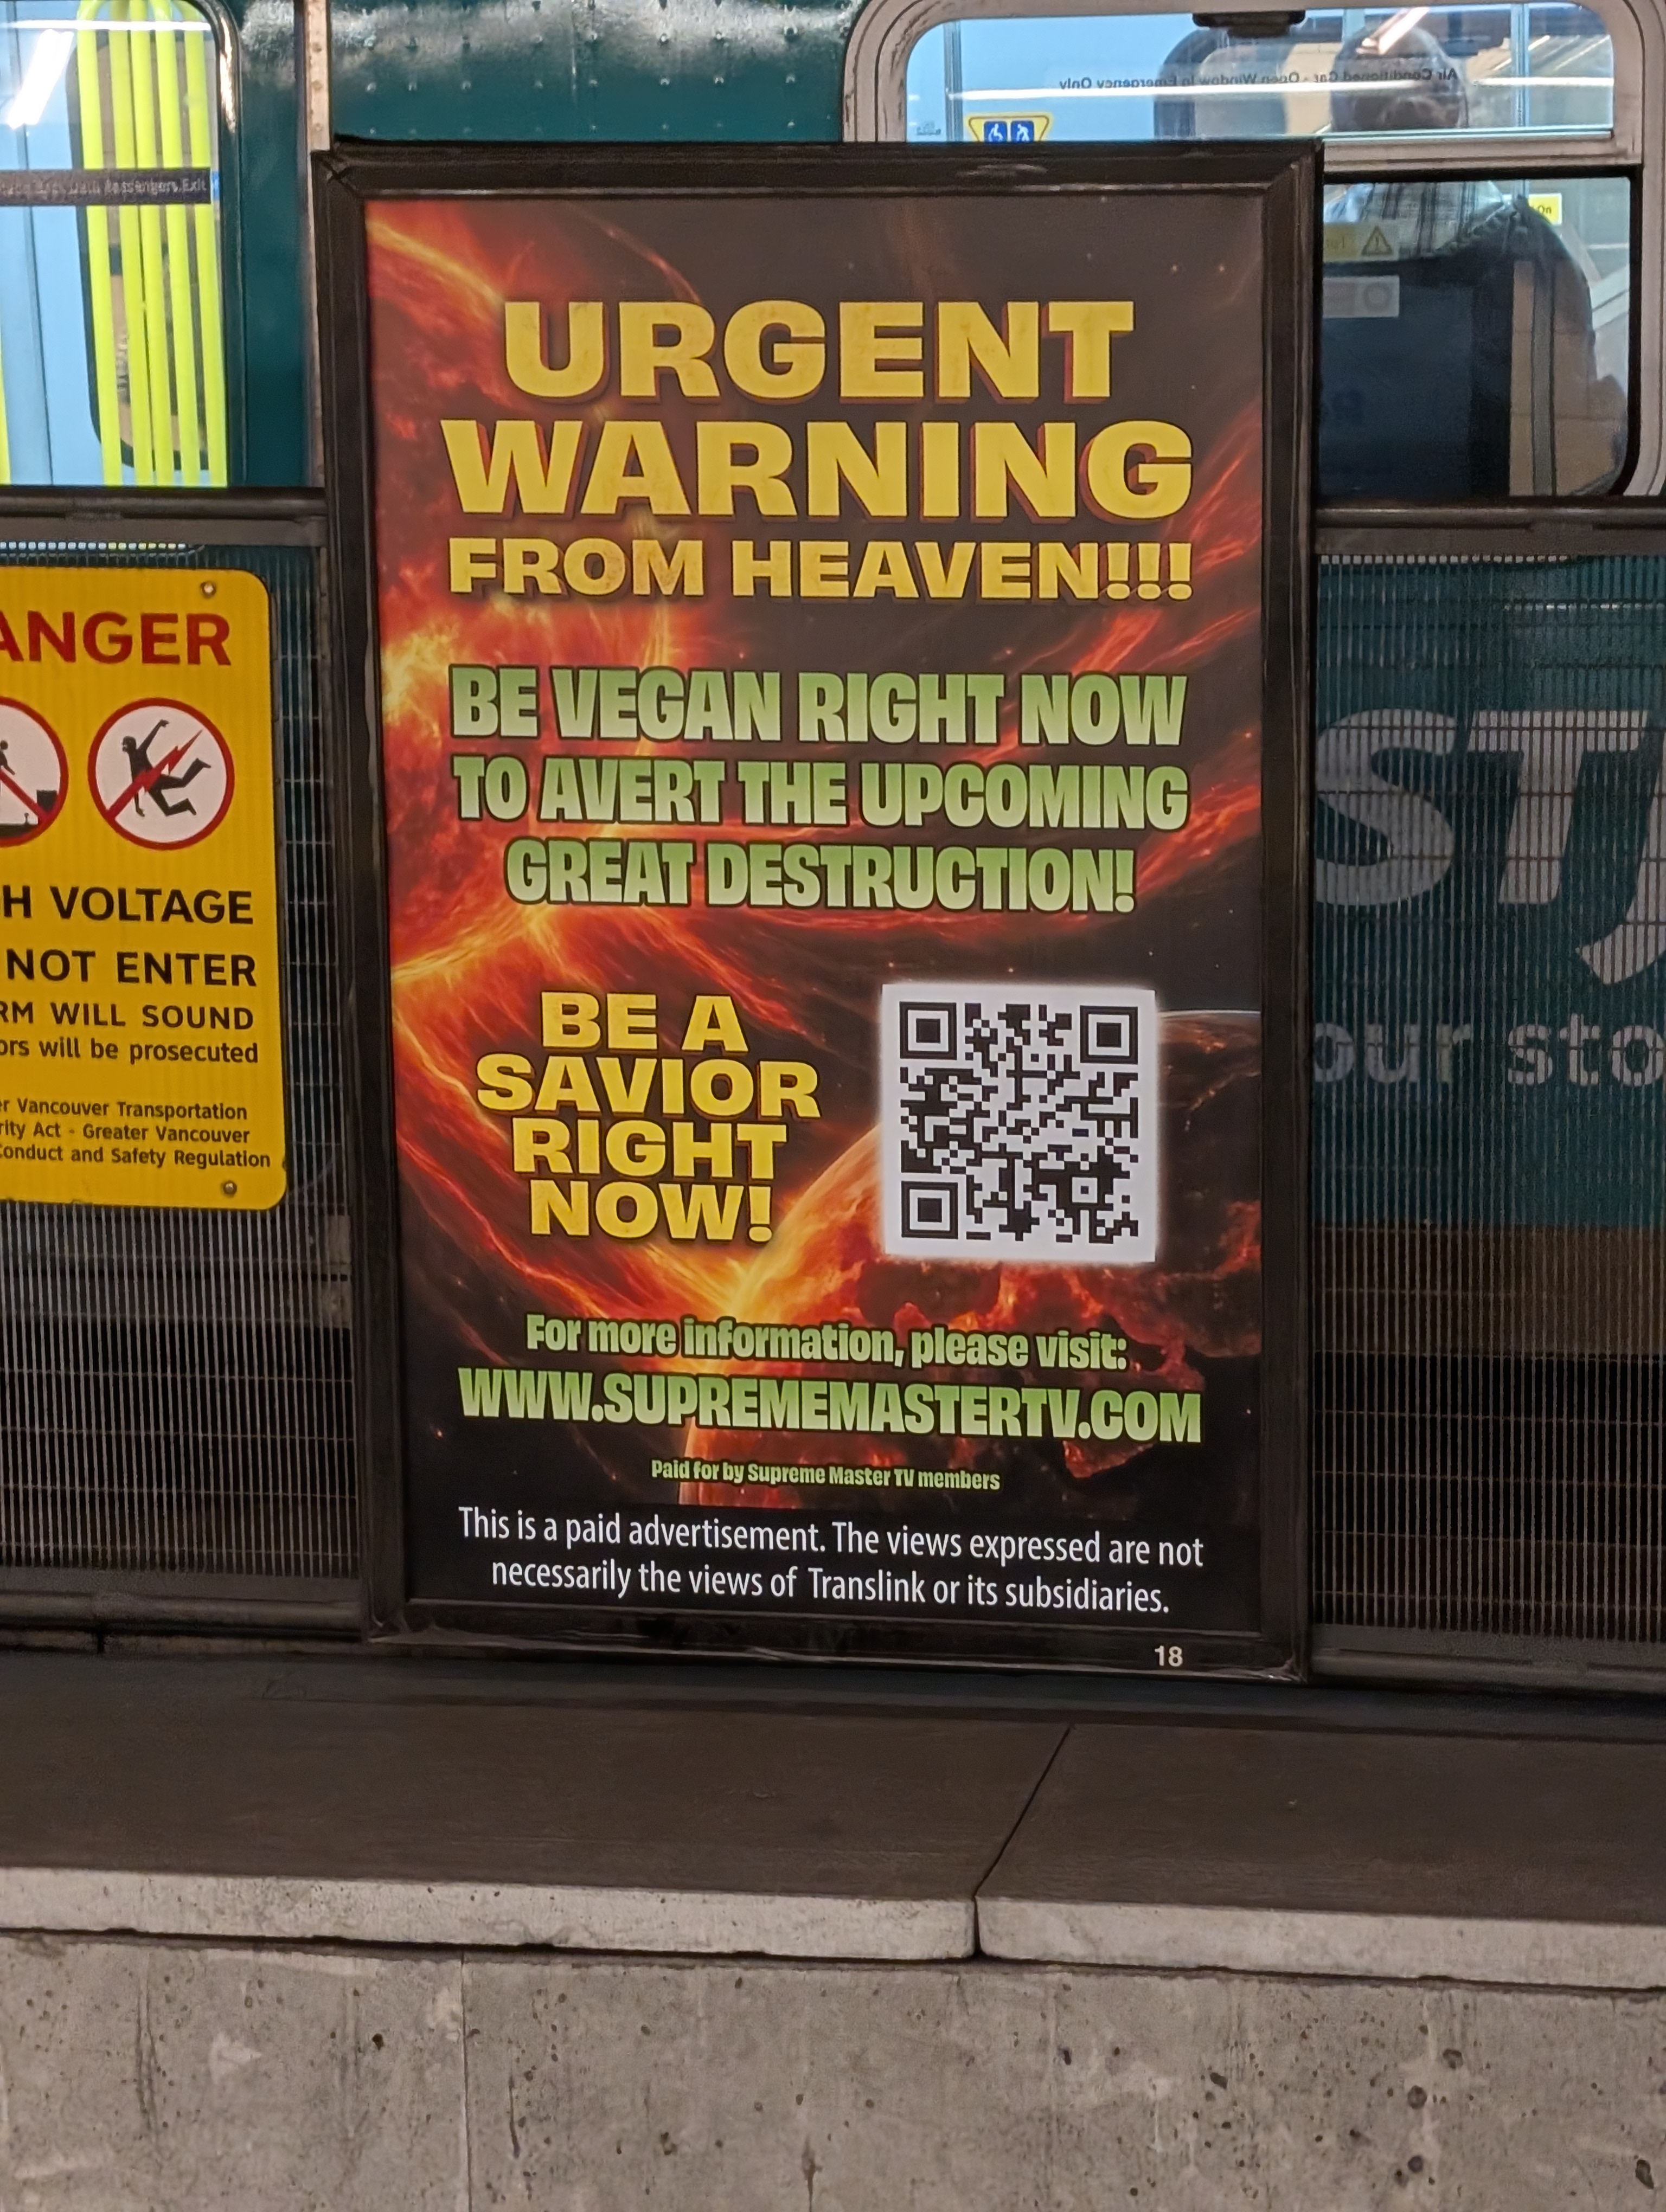 URGENT
WARNING
FROM HEAVEN!!!
BE VEGAN RIGHT NOW
TO AVERT THE UPCOMING
GREAT DESTRUCTION!
BE A
SAVIOR
RIGHT
NOW!
For more information, please visit:
WWW.SUPREMEMASTERTV.COM
Paid for by Supreme Master TV members
This is a paid advertisement. The views expressed are not
necessarily the views of Translink or its subsidiaries.
18
ANGER
H VOLTAGE
NOT ENTER
RM WILL SOUND
ors will be prosecuted
er Vancouver Transportation
rity Act - Greater Vancouver
Conduct and Safety Regulation
Air Conditioned Car - Open Window In Emergency Only
Passengers Exit
On
ST
our sto